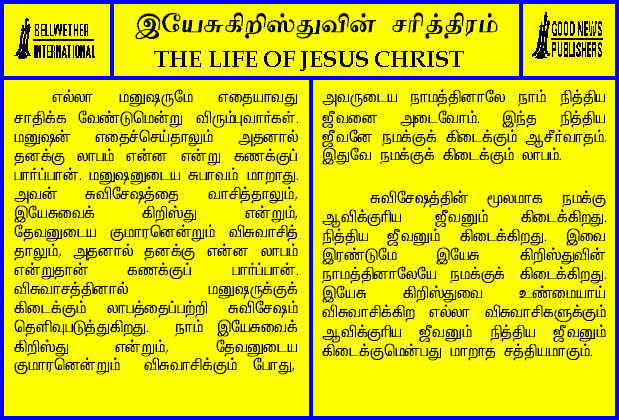 BELLWETHER
INTERNATIONAL
இயேசுகிறிஸ்துவின் சரித்திரம்
THE LIFE OF JESUS CHRIST
GOOD NEWS
PUBLISHERS
எல்லா மனுஷருமே எதையாவது
சாதிக்க வேண்டுமென்று விரும்புவார்கள்.
மனுஷன் எதைச்செய்தாலும் அதனால்
தனக்கு லாபம் என்ன என்று கணக்குப்
பார்ப்பான். மனுஷனுடைய சுபாவம் மாறாது.
அவன் சுவிசேஷத்தை வாசித்தாலும்,
இயேசுவைக் கிறிஸ்து என்றும்,
தேவனுடைய குமாரனென்றும் விசுவாசித்
தாலும், அதனால் தனக்கு என்ன லாபம்
என்றுதான் கணக்குப் பார்ப்பான்.
விசுவாசத்தினால் மனுஷருக்குக்
கிடைக்கும் லாபத்தைப்பற்றி சுவிசேஷம்
தெளிவுபடுத்துகிறது. நாம் இயேசுவைக்
கிறிஸ்து என்றும், தேவனுடைய
குமாரனென்றும் விசுவாசிக்கும் போது,
அவருடைய நாமத்தினாலே நாம் நித்திய
ஜீவனை அடைவோம். இந்த நித்திய
ஜீவனே நமக்குக் கிடைக்கும் ஆசீர்வாதம்.
இதுவே நமக்குக் கிடைக்கும் லாபம்.
சுவிசேஷத்தின் மூலமாக நமக்கு
ஆவிக்குரிய ஜீவனும் கிடைக்கிறது.
நித்திய ஜீவனும் கிடைக்கிறது. இவை
இரண்டுமே இயேசு கிறிஸ்துவின்
நாமத்தினாலேயே நமக்குக் கிடைக்கிறது.
இயேசு கிறிஸ்துவை உண்மையாய்
விசுவாசிக்கிற எல்லா விசுவாசிகளுக்கும்
ஆவிக்குரிய ஜீவனும் நித்திய ஜீவனும்
கிடைக்குமென்பது மாறாத சத்தியமாகும்.